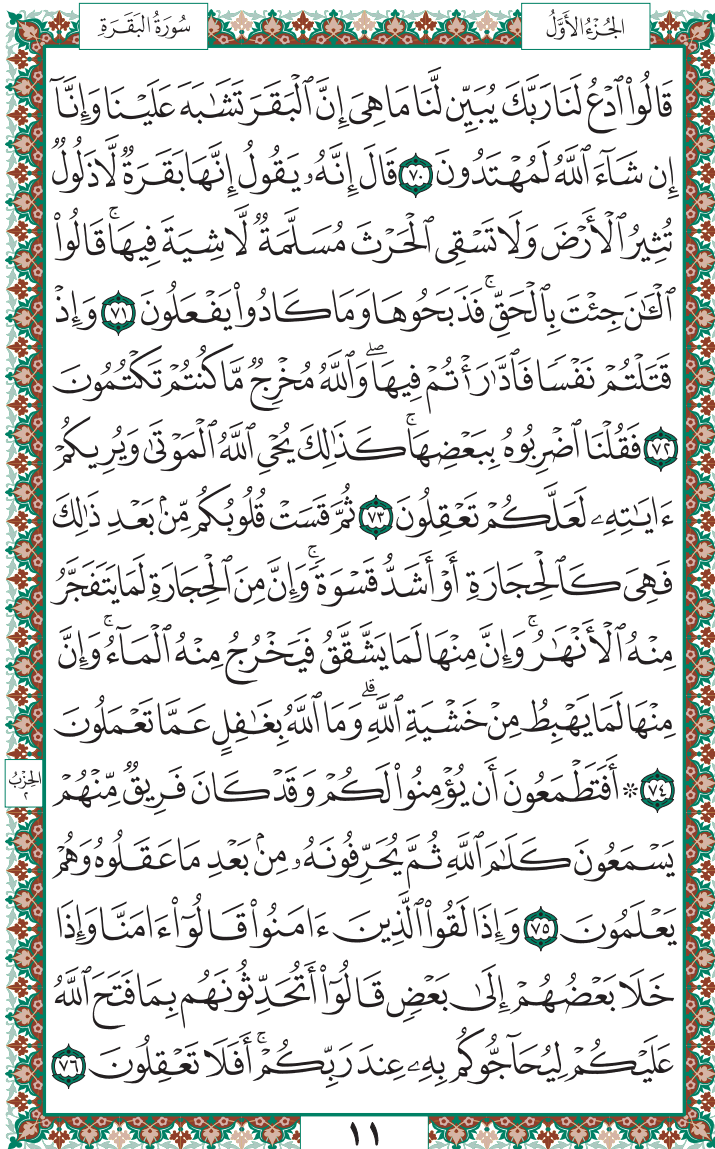 الجُزْءُ الأَوَّلُ
سُورَةُ البَقَرَةِ
قَالُوا۟ ٱدْعُ لَنَا رَبَّكَ يُبَيِّن لَّنَا مَا هِىَ إِنَّ ٱلْبَقَرَ تَشَـٰبَهَ عَلَيْنَا وَإِنَّآ
إِن شَآءَ ٱللَّهُ لَمُهْتَدُونَ ٧٠ قَالَ إِنَّهُۥ يَقُولُ إِنَّهَا بَقَرَةٌ لَّا ذَلُولٌ
تُثِيرُ ٱلْأَرْضَ وَلَا تَسْقِى ٱلْحَرْثَ مُسَلَّمَةٌ لَّا شِيَةَ فِيهَا ۚ قَالُوا۟
ٱلْـَٔـٰنَ جِئْتَ بِٱلْحَقِّ ۚ فَذَبَحُوهَا وَمَا كَادُوا۟ يَفْعَلُونَ ٧١ وَإِذْ
قَتَلْتُمْ نَفْسًا فَٱدَّٰرَْٰٔتُمْ فِيهَا ۖ وَٱللَّهُ مُخْرِجٌ مَّا كُنتُمْ تَكْتُمُونَ
٧٢ فَقُلْنَا ٱضْرِبُوهُ بِبَعْضِهَا ۚ كَذَٰلِكَ يُحْىِ ٱللَّهُ ٱلْمَوْتَىٰ وَيُرِيكُمْ
ءَايَـٰتِهِۦ لَعَلَّكُمْ تَعْقِلُونَ ٧٣ ثُمَّ قَسَتْ قُلُوبُكُم مِّنۢ بَعْدِ ذَٰلِكَ
فَهِىَ كَٱلْحِجَارَةِ أَوْ أَشَدُّ قَسْوَةً ۚ وَإِنَّ مِنَ ٱلْحِجَارَةِ لَمَا يَتَفَجَّرُ
مِنْهُ ٱلْأَنْهَـٰرُ ۚ وَإِنَّ مِنْهَا لَمَا يَشَّقَّقُ فَيَخْرُجُ مِنْهُ ٱلْمَآءُ ۚ وَإِنَّ
مِنْهَا لَمَا يَهْبِطُ مِنْ خَشْيَةِ ٱللَّهِ ۗ وَمَا ٱللَّهُ بِغَـٰفِلٍ عَمَّا تَعْمَلُونَ
٧٤ ۞ أَفَتَطْمَعُونَ أَن يُؤْمِنُوا۟ لَكُمْ وَقَدْ كَانَ فَرِيقٌ مِّنْهُمْ
الحِزْبُ
٢
يَسْمَعُونَ كَلَـٰمَ ٱللَّهِ ثُمَّ يُحَرِّفُونَهُۥ مِنۢ بَعْدِ مَا عَقَلُوهُ وَهُمْ
يَعْلَمُونَ ٧٥ وَإِذَا لَقُوا۟ ٱلَّذِينَ ءَامَنُوا۟ قَالُوٓا۟ ءَامَنَّا وَإِذَا
خَلَا بَعْضُهُمْ إِلَىٰ بَعْضٍ قَالُوٓا۟ أَتُحَدِّثُونَهُم بِمَا فَتَحَ ٱللَّهُ
عَلَيْكُمْ لِيُحَآجُّوكُم بِهِۦ عِندَ رَبِّكُمْ ۚ أَفَلَا تَعْقِلُونَ ٧٦
١١